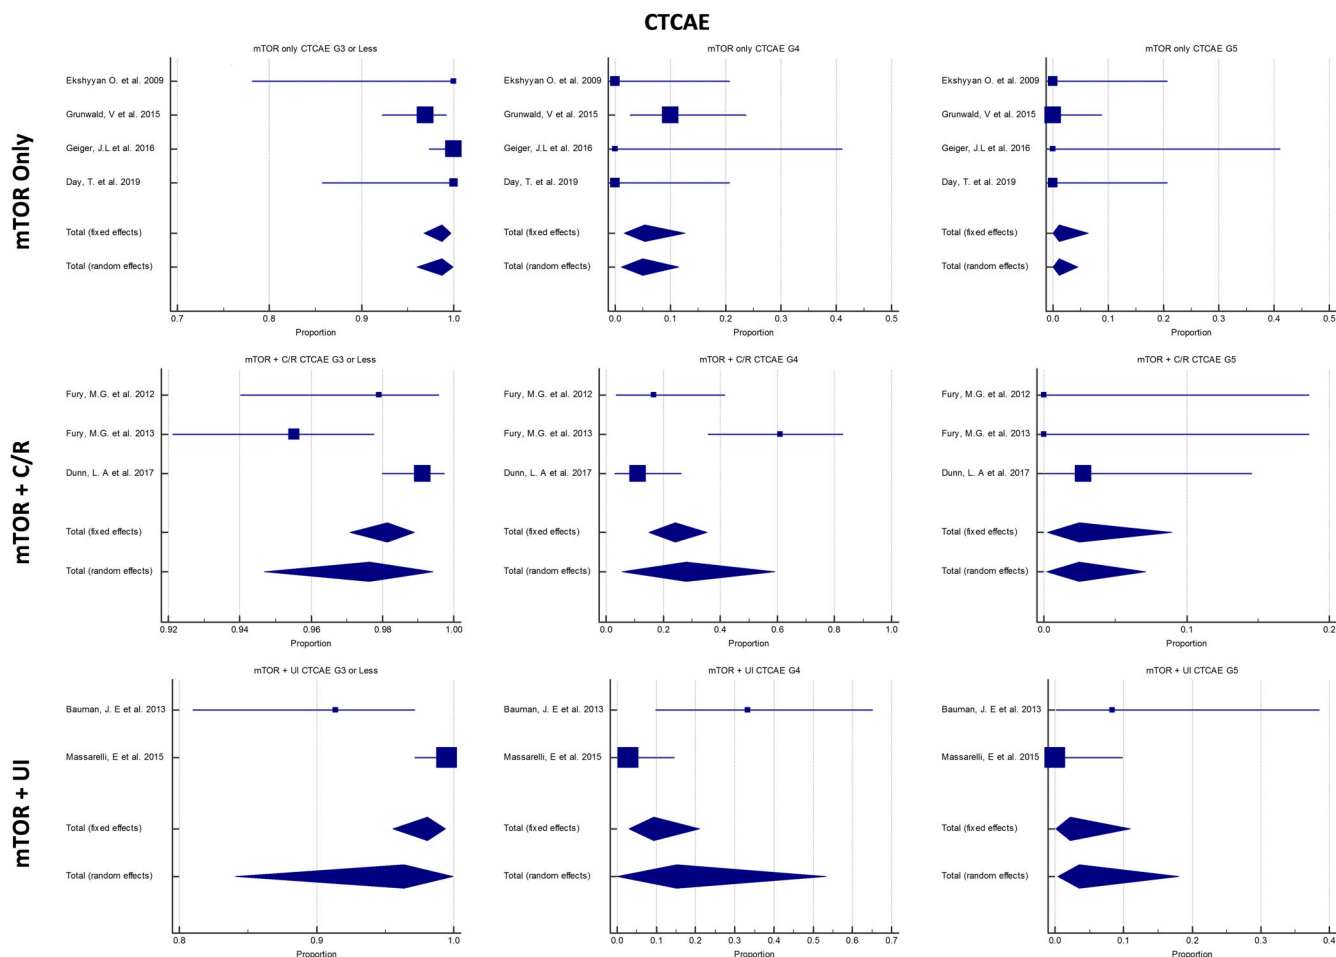 CTCAE
mTOR Only
mTOR only CTCAE G3 or Less
Ekshyyan O. et al. 2009
Grunwald, V et al. 2015
Geiger, J.L et al. 2016
Day, T. et al. 2019
Total (fixed effects)
Total (random effects)
0.7 0.8 0.9 1.0
Proportion
mTOR only CTCAE G4
Ekshyyan O. et al. 2009
Grunwald, V et al. 2015
Geiger, J.L et al. 2016
Day, T. et al. 2019
Total (fixed effects)
Total (random effects)
0.0 0.1 0.2 0.3 0.4 0.5
Proportion
mTOR only CTCAE G5
Ekshyyan O. et al. 2009
Grunwald, V et al. 2015
Geiger, J.L et al. 2016
Day, T. et al. 2019
Total (fixed effects)
Total (random effects)
0.0 0.1 0.2 0.3 0.4 0.5
Proportion
mTOR + C/R
mTOR + C/R CTCAE G3 or Less
Fury, M.G. et al. 2012
Fury, M.G. et al. 2013
Dunn, L. A et al. 2017
Total (fixed effects)
Total (random effects)
0.92 0.94 0.96 0.98 1.00
Proportion
mTOR + C/R CTCAE G4
Fury, M.G. et al. 2012
Fury, M.G. et al. 2013
Dunn, L. A et al. 2017
Total (fixed effects)
Total (random effects)
0.0 0.2 0.4 0.6 0.8 1.0
Proportion
mTOR + C/R CTCAE G5
Fury, M.G. et al. 2012
Fury, M.G. et al. 2013
Dunn, L. A et al. 2017
Total (fixed effects)
Total (random effects)
0.0 0.1 0.2
Proportion
mTOR + UI
mTOR + UI CTCAE G3 or Less
Bauman, J. E et al. 2013
Massarelli, E et al. 2015
Total (fixed effects)
Total (random effects)
0.8 0.9 1.0
Proportion
mTOR + UI CTCAE G4
Bauman, J. E et al. 2013
Massarelli, E et al. 2015
Total (fixed effects)
Total (random effects)
0.0 0.1 0.2 0.3 0.4 0.5 0.6 0.7
Proportion
mTOR + UI CTCAE G5
Bauman, J. E et al. 2013
Massarelli, E et al. 2015
Total (fixed effects)
Total (random effects)
0.0 0.1 0.2 0.3 0.4
Proportion